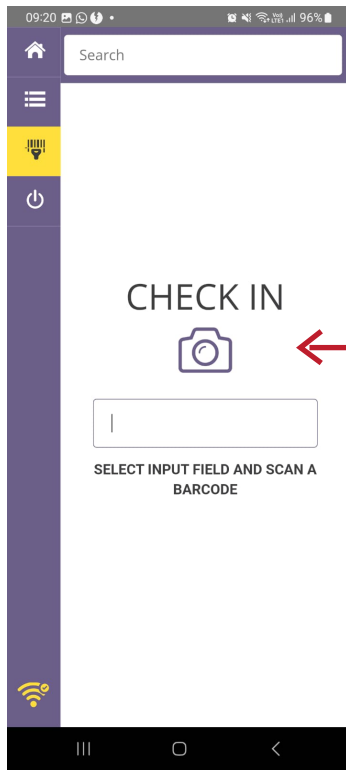 09:20
96%
Search
CHECK IN
SELECT INPUT FIELD AND SCAN A
BARCODE